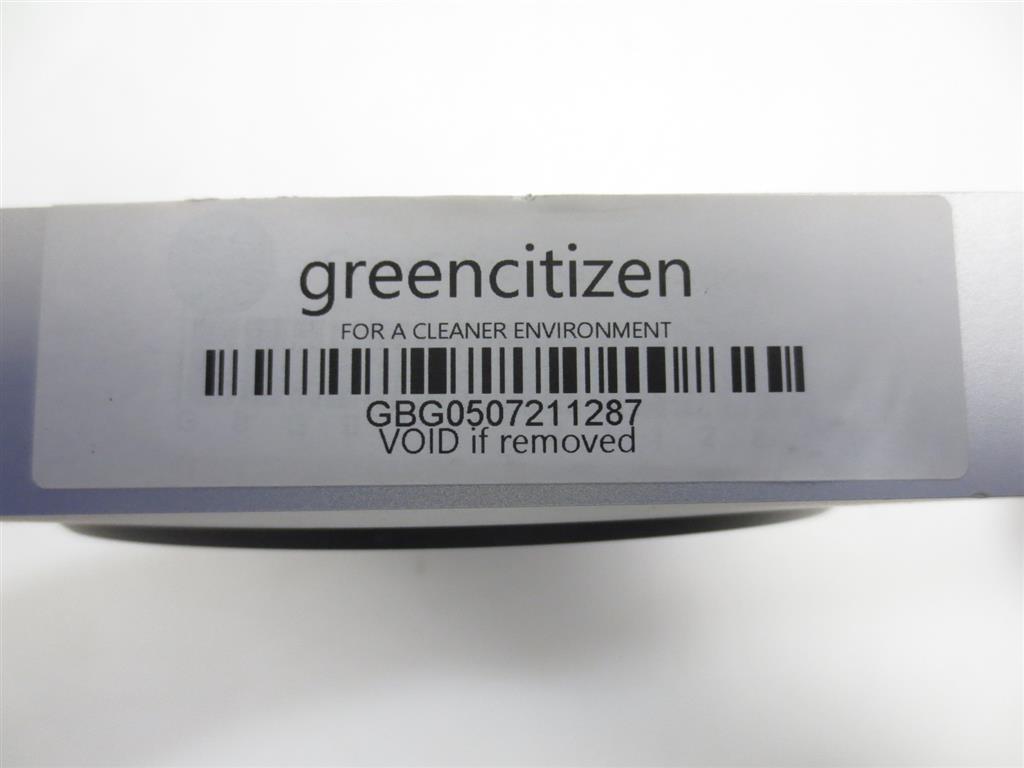 greencitizen
FOR A CLEANER ENVIRONMENT
GBG0507211287
VOID if removed